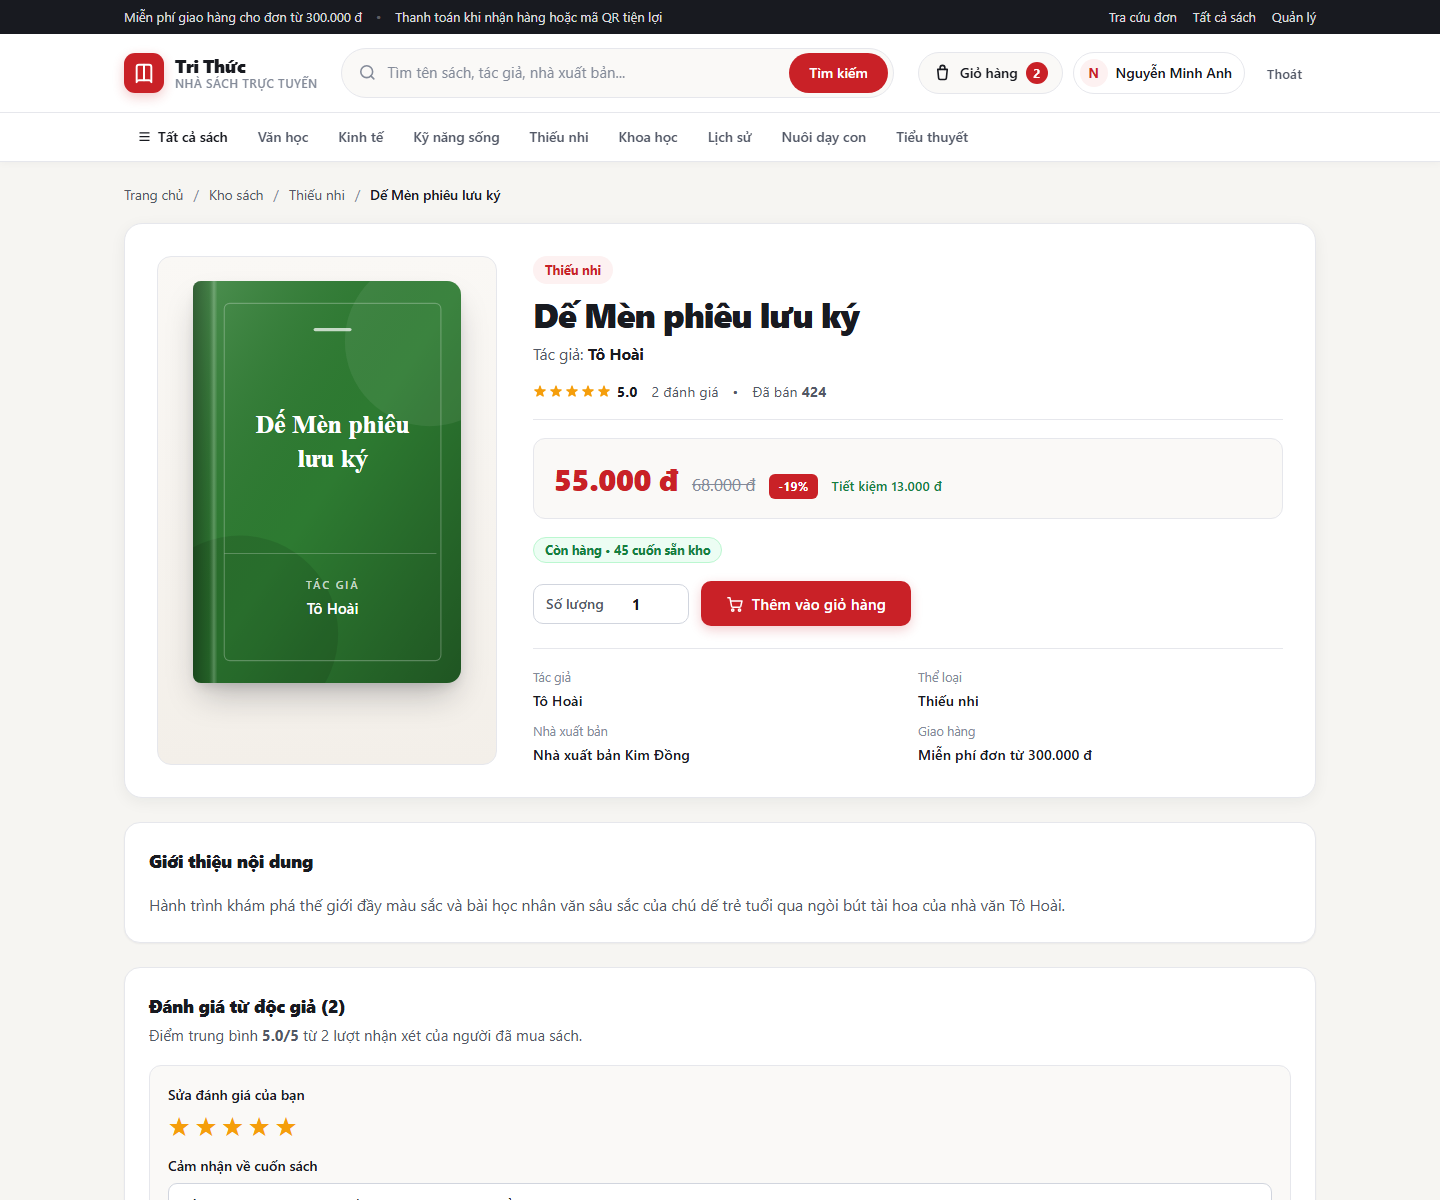 Miễn phí giao hàng cho đơn từ 300.000 đ • Thanh toán khi nhận hàng hoặc mã QR tiện lợi
Tra cứu đơn Tất cả sách Quản lý
Tri Thức
NHÀ SÁCH TRỰC TUYẾN
Tìm tên sách, tác giả, nhà xuất bản...
Tìm kiếm
Giỏ hàng 2
N Nguyễn Minh Anh
Thoát
Tất cả sách Văn học Kinh tế Kỹ năng sống Thiếu nhi Khoa học Lịch sử Nuôi dạy con Tiểu thuyết
Trang chủ / Kho sách / Thiếu nhi / Dế Mèn phiêu lưu ký
Dế Mèn phiêu
lưu ký
TÁC GIẢ
Tô Hoài
Thiếu nhi
Dế Mèn phiêu lưu ký
Tác giả: Tô Hoài
5.0 2 đánh giá • Đã bán 424
55.000 đ 68.000 đ -19% Tiết kiệm 13.000 đ
Còn hàng • 45 cuốn sẵn kho
Số lượng 1
Thêm vào giỏ hàng
Tác giả
Tô Hoài
Thể loại
Thiếu nhi
Nhà xuất bản
Nhà xuất bản Kim Đồng
Giao hàng
Miễn phí đơn từ 300.000 đ
Giới thiệu nội dung
Hành trình khám phá thế giới đầy màu sắc và bài học nhân văn sâu sắc của chú dế trẻ tuổi qua ngòi bút tài hoa của nhà văn Tô Hoài.
Đánh giá từ độc giả (2)
Điểm trung bình 5.0/5 từ 2 lượt nhận xét của người đã mua sách.
Sửa đánh giá của bạn
Cảm nhận về cuốn sách